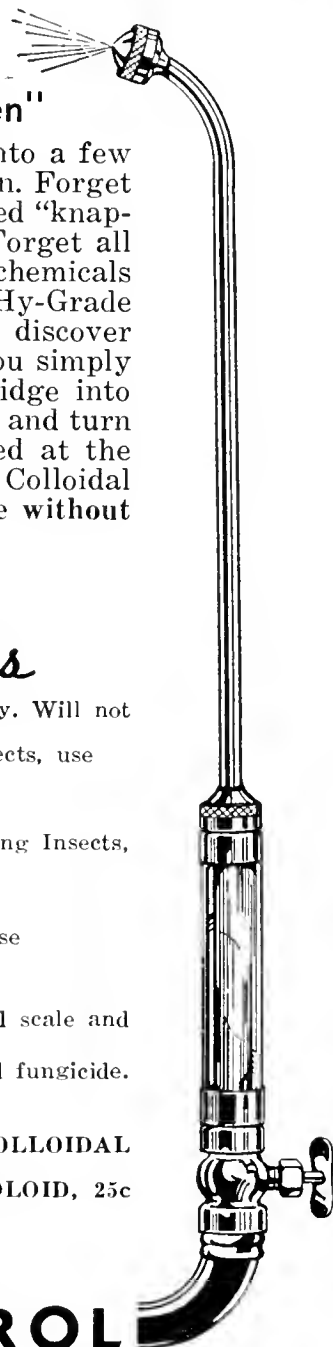 en"
nto a few
n. Forget
ed “knap-
Forget all
chemicals
Hy-Grade
discover
ou simply
idge into
and turn
ed at the
Colloidal
e without
s
y. Will not
ects, use
ng Insects,
se
l scale and
l fungicide.
OLLOIDAL
OLOID, 25c
ROL